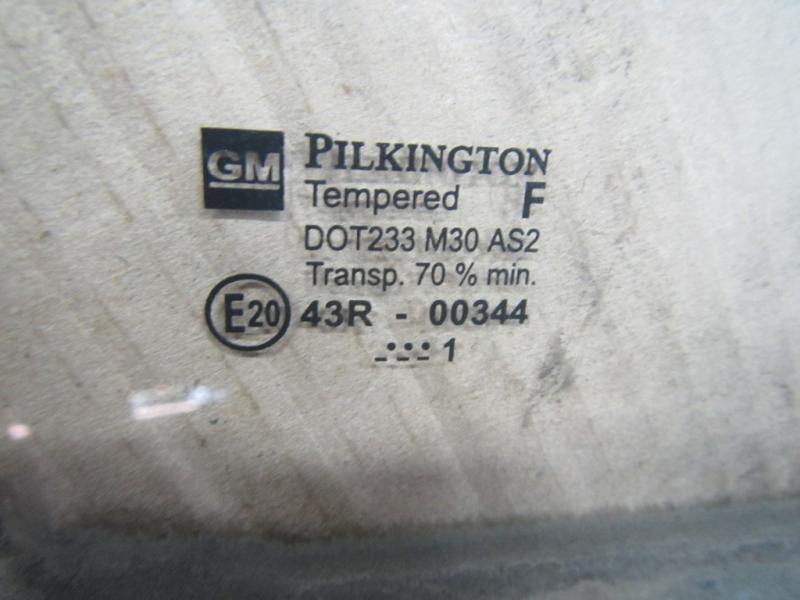 GM PILKINGTON
Tempered F
DOT233 M30 AS2
Transp. 70 % min.
E20 43R - 00344
1